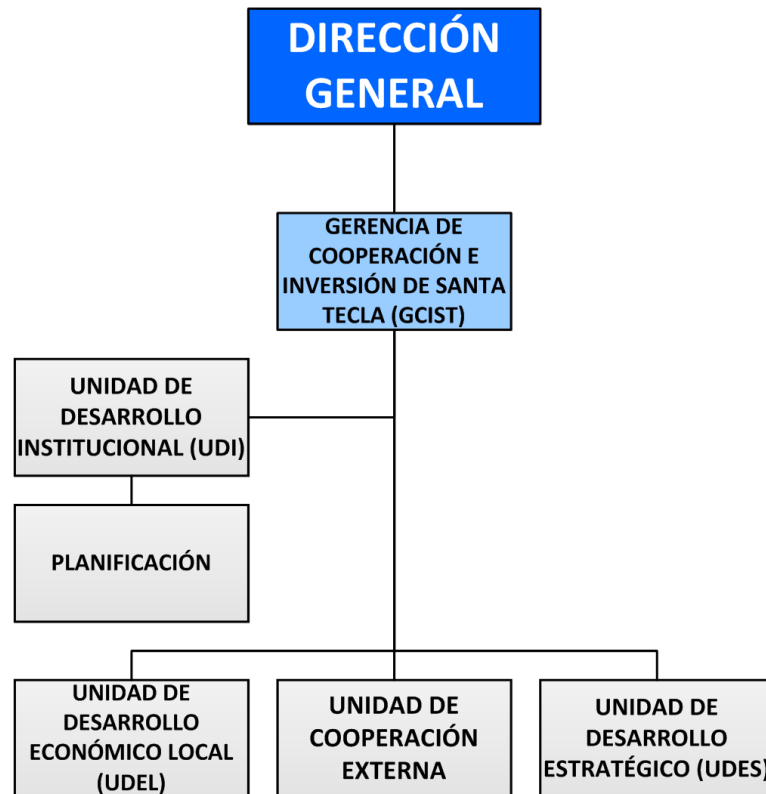 DIRECCIÓN
GENERAL
GERENCIA DE
COOPERACIÓN E
INVERSIÓN DE SANTA
TECLA (GCIST)
UNIDAD DE
DESARROLLO
INSTITUCIONAL (UDI)
PLANIFICACIÓN
UNIDAD DE
DESARROLLO
ECONÓMICO LOCAL
(UDEL)
UNIDAD DE
COOPERACIÓN
EXTERNA
UNIDAD DE
DESARROLLO
ESTRATÉGICO (UDES)